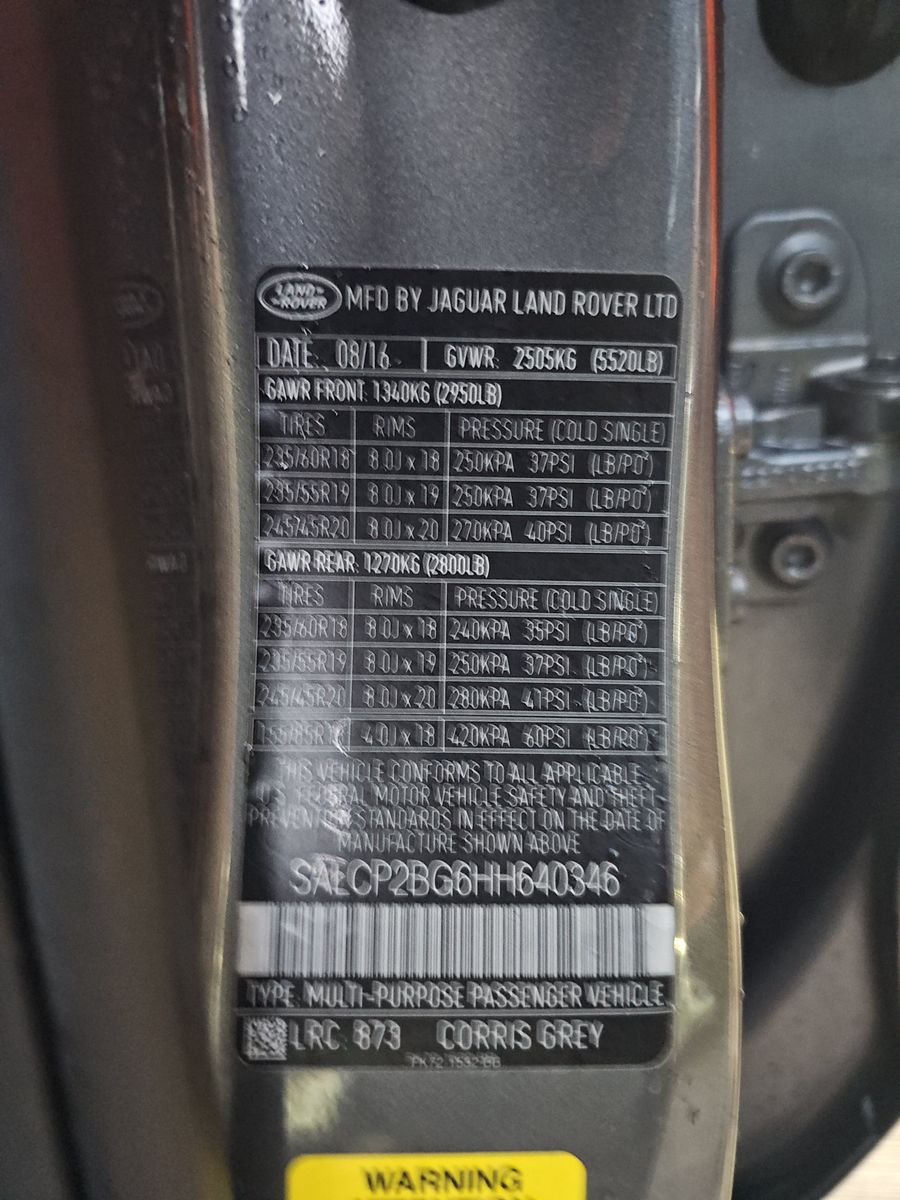 LAND ROVER MFD BY JAGUAR LAND ROVER LTD
DATE: 08/16 GVWR: 2505KG (5520LB)
GAWR FRONT: 1340KG (2950LB)
TIRES RIMS PRESSURE (COLD SINGLE)
235/60R18 8.0J x 18 250KPA 37PSI (LB/PO²)
235/55R19 8.0J x 19 250KPA 37PSI (LB/PO²)
245/45R20 8.0J x 20 270KPA 40PSI (LB/PO²)
GAWR REAR: 1270KG (2800LB)
TIRES RIMS PRESSURE (COLD SINGLE)
235/60R18 8.0J x 18 240KPA 35PSI (LB/PO²)
235/55R19 8.0J x 19 250KPA 37PSI (LB/PO²)
245/45R20 8.0J x 20 280KPA 41PSI (LB/PO²)
4.0J x 18 420KPA 60PSI (LB/PO²)
THIS VEHICLE CONFORMS TO ALL APPLICABLE
U.S. FEDERAL MOTOR VEHICLE SAFETY AND THEFT
PREVENTION STANDARDS IN EFFECT ON THE DATE OF
MANUFACTURE SHOWN ABOVE
SALCP2BG6HH640346
TYPE: MULTI-PURPOSE PASSENGER VEHICLE
LRC: 873 CORRIS GREY
WARNING